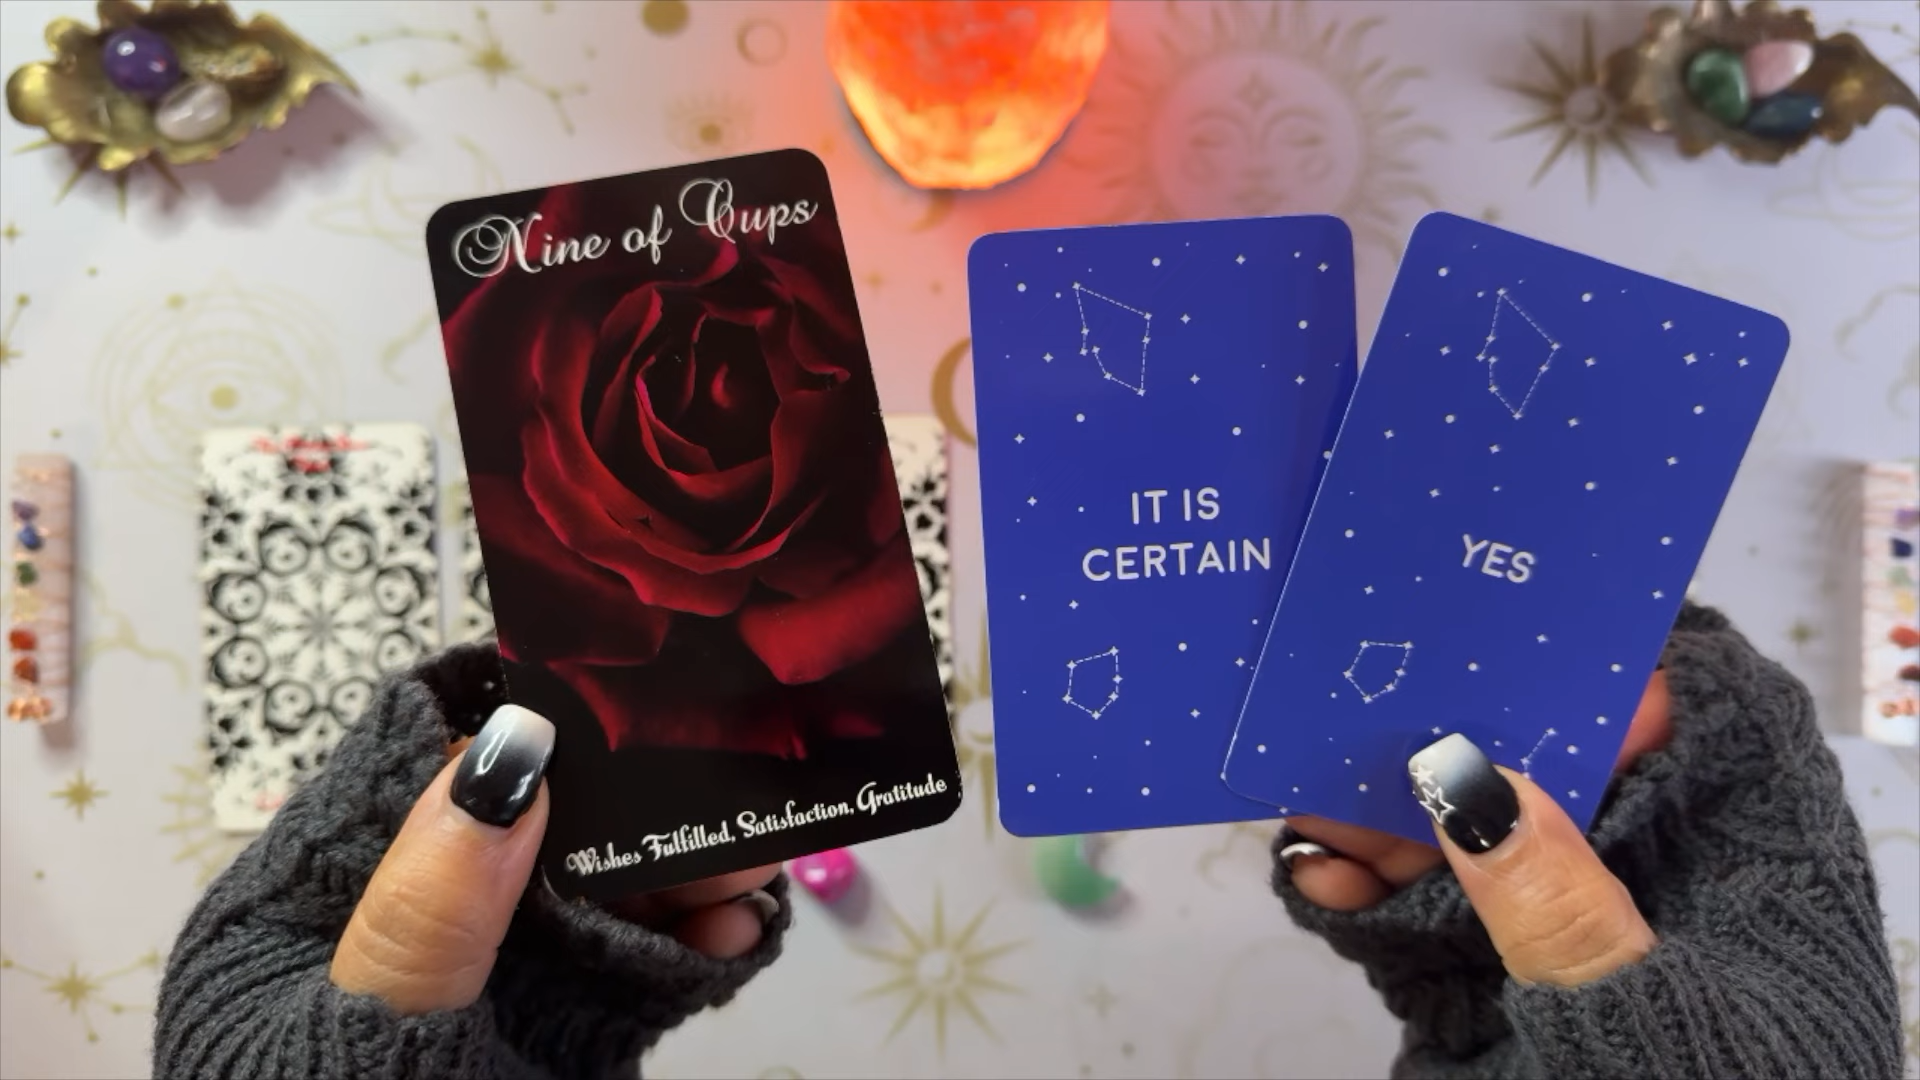 Nine of Cups
Wishes Fulfilled, Satisfaction, Gratitude
IT IS
CERTAIN
YES